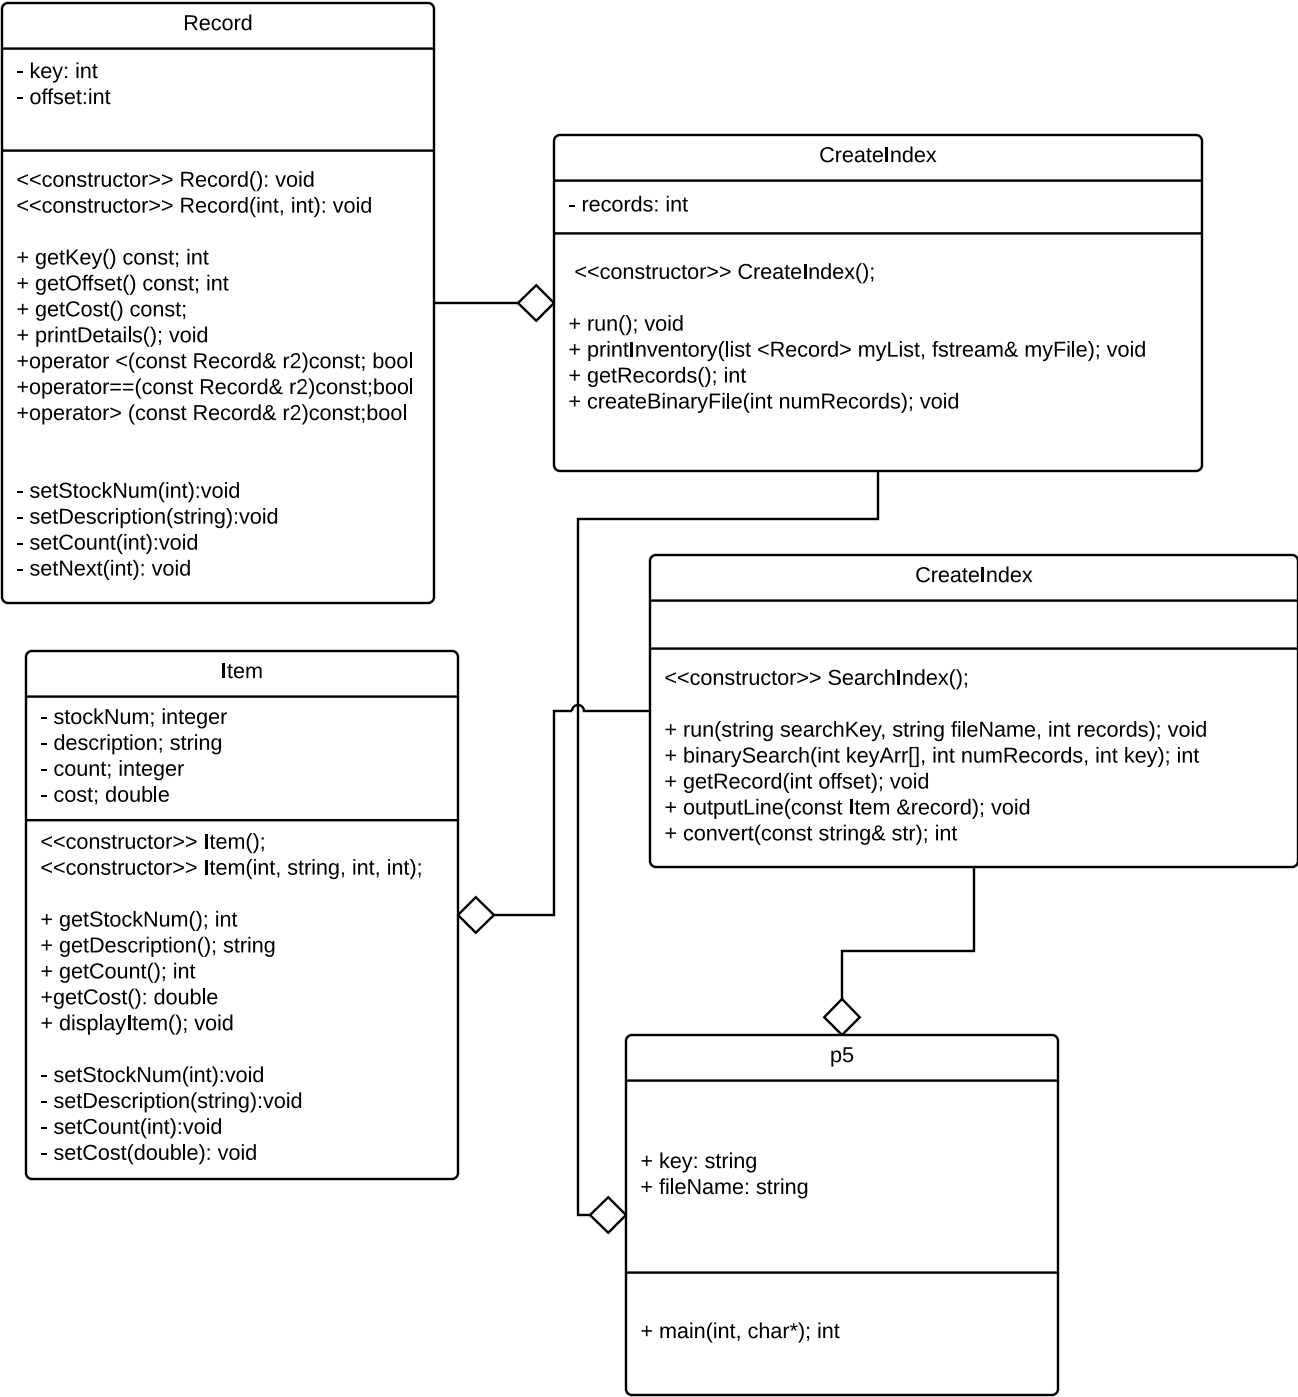 Record
- key: int
- offset:int
<<constructor>> Record(): void
<<constructor>> Record(int, int): void
+ getKey() const; int
+ getOffset() const; int
+ getCost() const;
+ printDetails(); void
+operator <(const Record& r2)const; bool
+operator==(const Record& r2)const;bool
+operator> (const Record& r2)const;bool
- setStockNum(int):void
- setDescription(string):void
- setCount(int):void
- setNext(int): void
CreateIndex
- records: int
<<constructor>> CreateIndex();
+ run(); void
+ printInventory(list <Record> myList, fstream& myFile); void
+ getRecords(); int
+ createBinaryFile(int numRecords); void
CreateIndex
<<constructor>> SearchIndex();
+ run(string searchKey, string fileName, int records); void
+ binarySearch(int keyArr[], int numRecords, int key); int
+ getRecord(int offset); void
+ outputLine(const Item &record); void
+ convert(const string& str); int
Item
- stockNum; integer
- description; string
- count; integer
- cost; double
<<constructor>> Item();
<<constructor>> Item(int, string, int, int);
+ getStockNum(); int
+ getDescription(); string
+ getCount(); int
+getCost(): double
+ displayItem(); void
- setStockNum(int):void
- setDescription(string):void
- setCount(int):void
- setCost(double): void
p5
+ key: string
+ fileName: string
+ main(int, char*); int